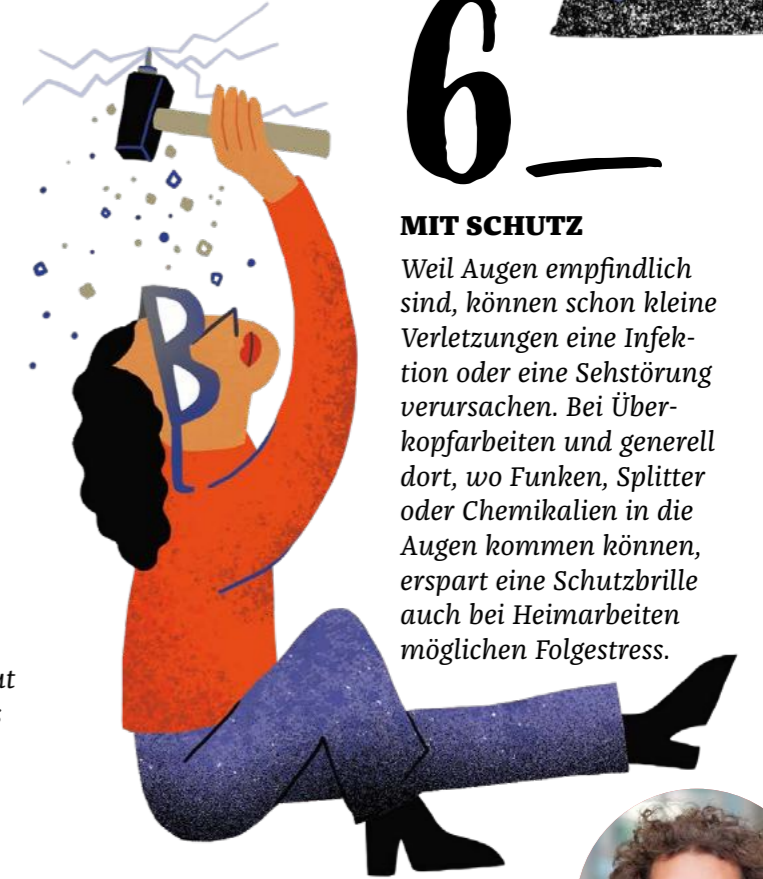 6_
MIT SCHUTZ
Weil Augen empfindlich
sind, können schon kleine
Verletzungen eine Infek-
tion oder eine Sehstörung
verursachen. Bei Über-
kopfarbeiten und generell
dort, wo Funken, Splitter
oder Chemikalien in die
Augen kommen können,
erspart eine Schutzbrille
auch bei Heimarbeiten
möglichen Folgestress.